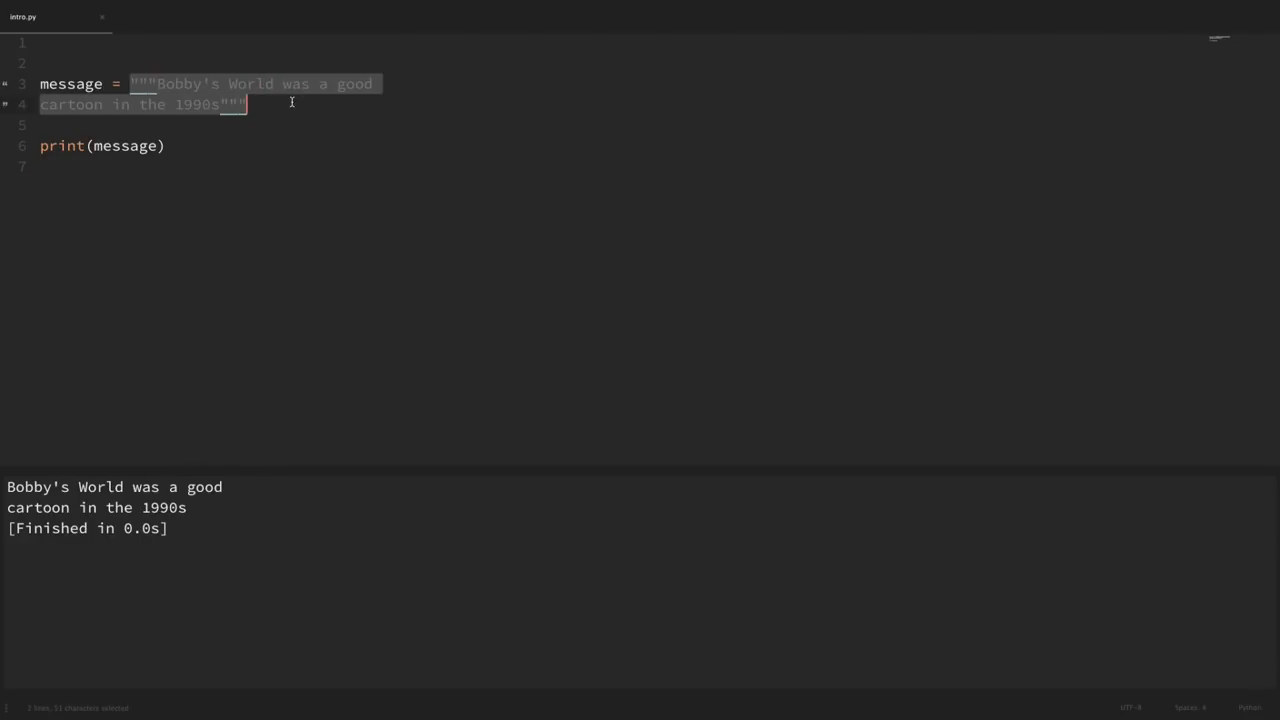 intro.py ×
1
2
3 message = """Bobby's World was a good
4 cartoon in the 1990s"""
5
6 print(message)
7
Bobby's World was a good
cartoon in the 1990s
[Finished in 0.0s]
2 lines, 51 characters selected UTF-8 Spaces: 4 Python